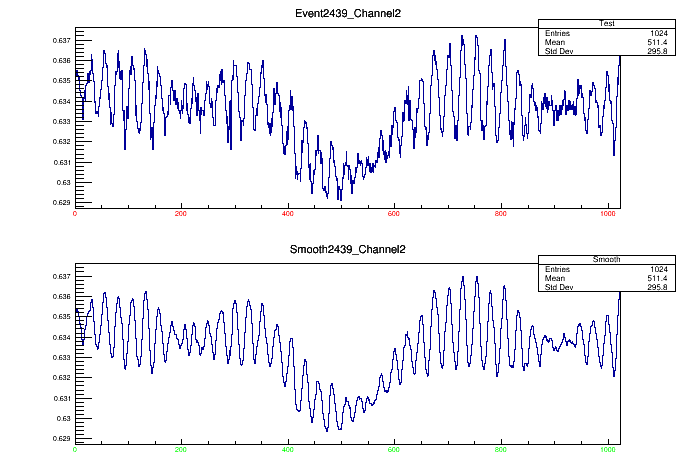 Event2439_Channel2
Test
Entries 1024
Mean 511.4
Std Dev 295.8
0.637
0.636
0.635
0.634
0.633
0.632
0.631
0.63
0.629
0 200 400 600 800 1000
Smooth2439_Channel2
Smooth
Entries 1024
Mean 511.4
Std Dev 295.8
0.637
0.636
0.635
0.634
0.633
0.632
0.631
0.63
0.629
0 200 400 600 800 1000